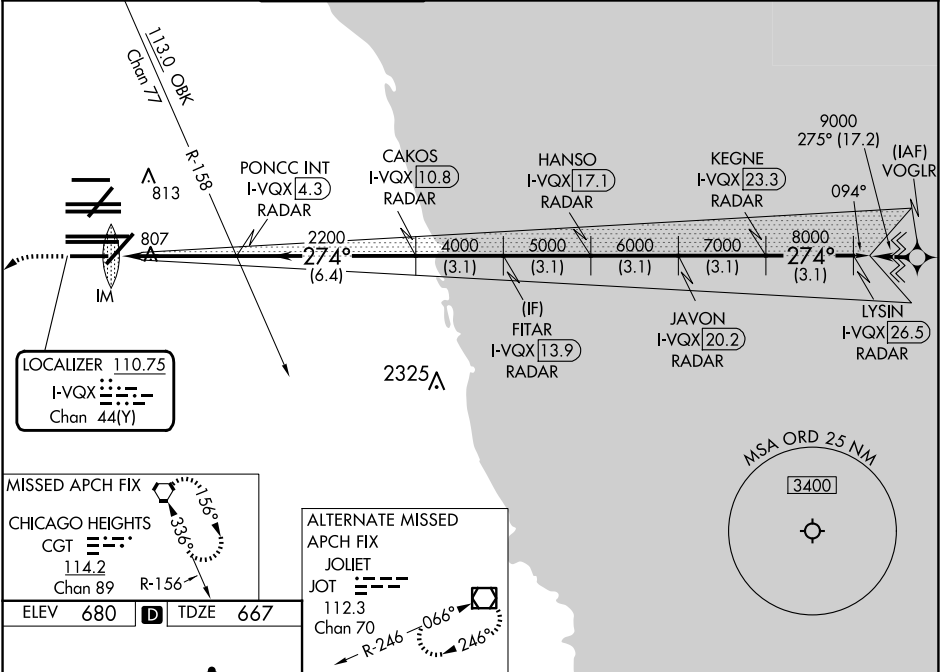 113.0 OBK
Chan 77
R-158
813
807
IM
PONCC INT
I-VQX 4.3
RADAR
CAKOS
I-VQX 10.8
RADAR
HANSO
I-VQX 17.1
RADAR
KEGNE
I-VQX 23.3
RADAR
9000
275° (17.2)
(IAF)
VOGLR
094°
2200
274°
(6.4)
4000
(3.1)
5000
(3.1)
6000
(3.1)
7000
(3.1)
8000
274°
(3.1)
(IF)
FITAR
I-VQX 13.9
RADAR
JAVON
I-VQX 20.2
RADAR
LYSIN
I-VQX 26.5
RADAR
LOCALIZER 110.75
I-VQX
Chan 44(Y)
2325
MSA ORD 25 NM
3400
MISSED APCH FIX
CHICAGO HEIGHTS
CGT
114.2
Chan 89
R-156
156°
336°
ALTERNATE MISSED
APCH FIX
JOLIET
JOT
112.3
Chan 70
R-246
066°
246°
ELEV 680 D TDZE 667